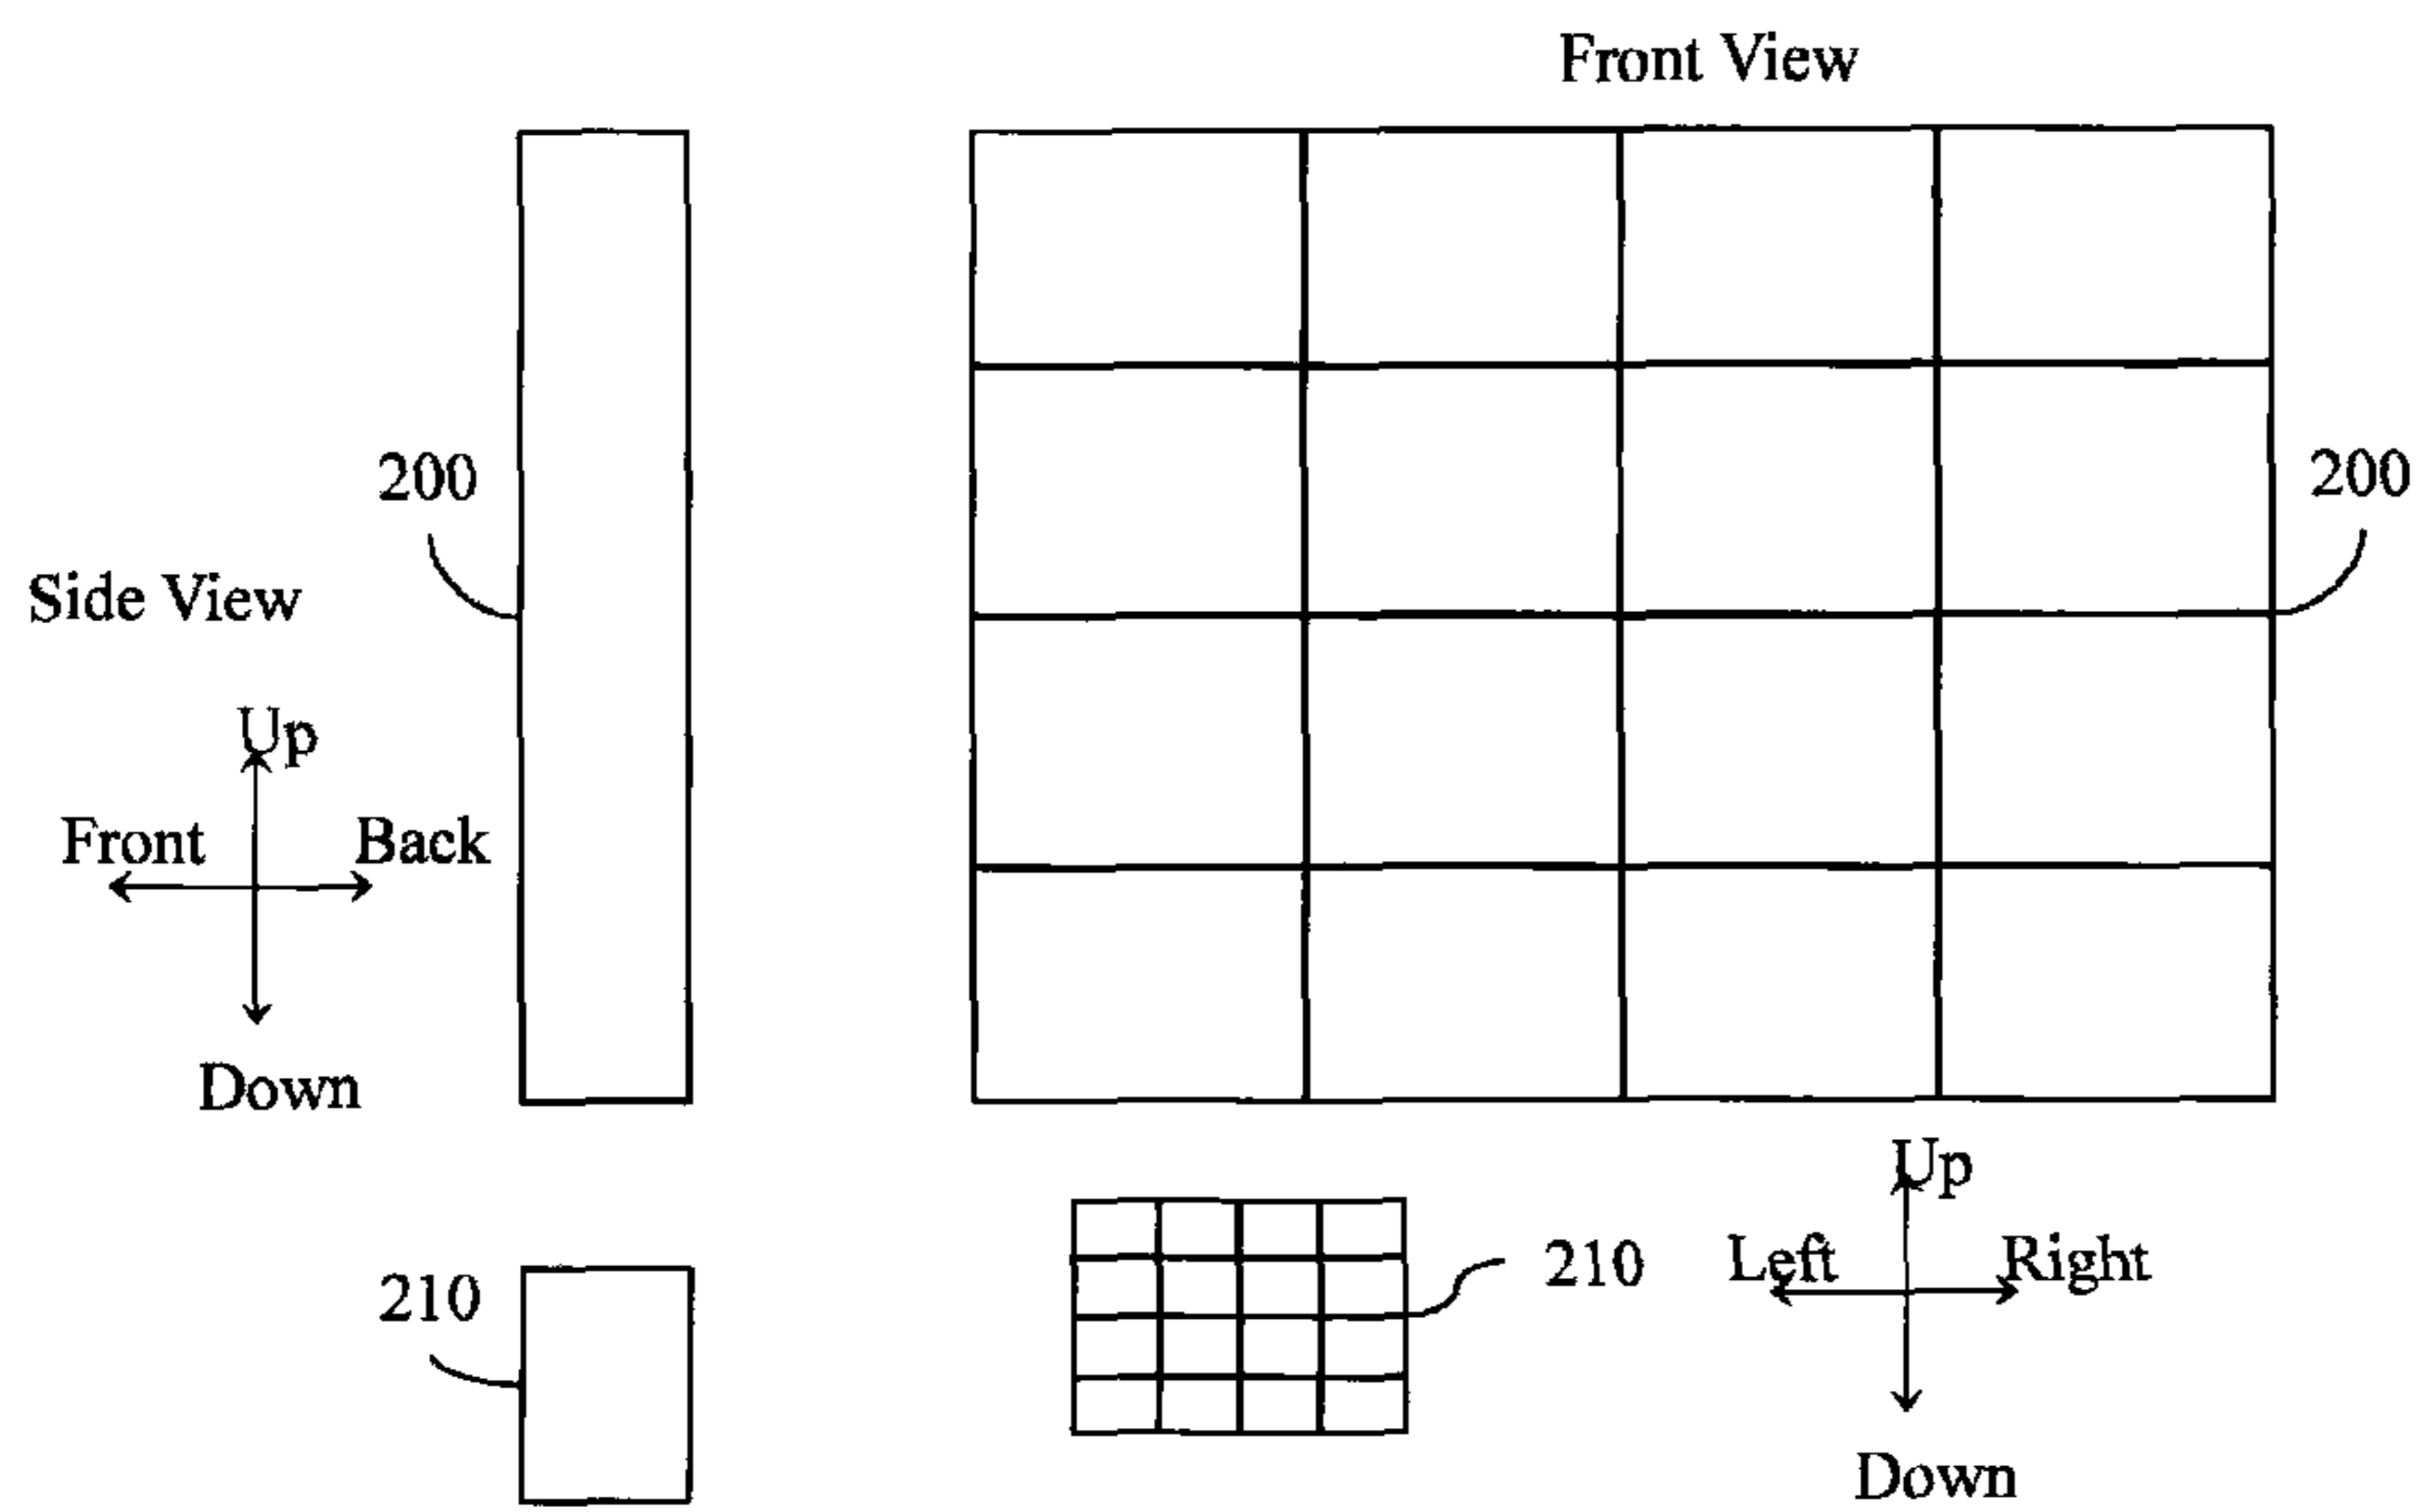 Front View
200
200
Side View
Up
Front
Back
Down
Up
210
Left
Right
210
Down